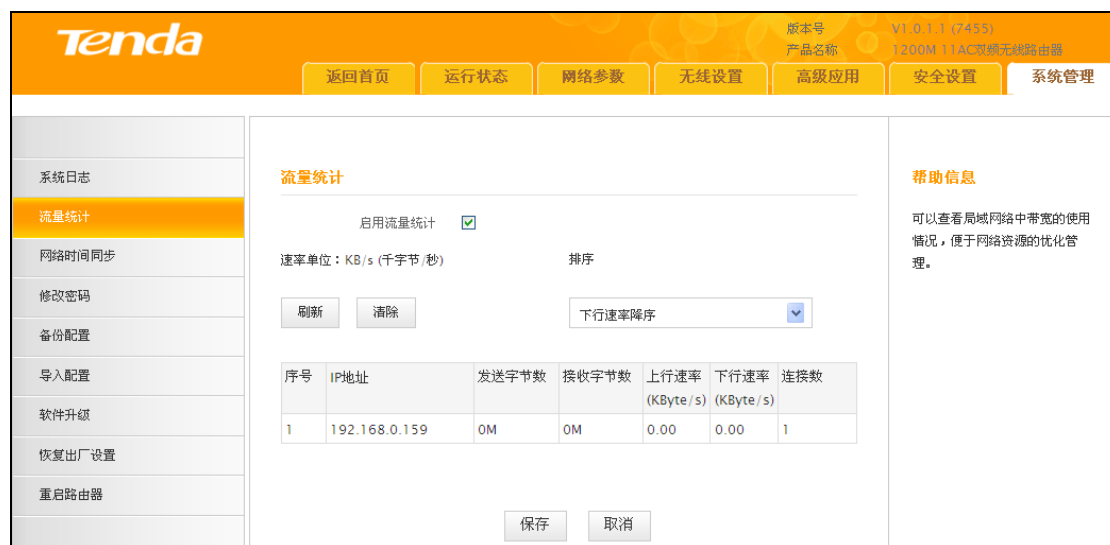 Tenda
版本号 V1.0.1.1 (7455)
产品名称 1200M 11AC双频无线路由器
返回首页 运行状态 网络参数 无线设置 高级应用 安全设置 系统管理
系统日志
流量统计
网络时间同步
修改密码
备份配置
导入配置
软件升级
恢复出厂设置
重启路由器
流量统计
启用流量统计
速率单位：KB/s (千字节/秒) 排序
刷新 清除 下行速率降序
序号 IP地址 发送字节数 接收字节数 上行速率 下行速率 连接数
(KByte/s) (KByte/s)
1 192.168.0.159 0M 0M 0.00 0.00 1
保存 取消
帮助信息
可以查看局域网络中带宽的使用
情况，便于网络资源的优化管
理。